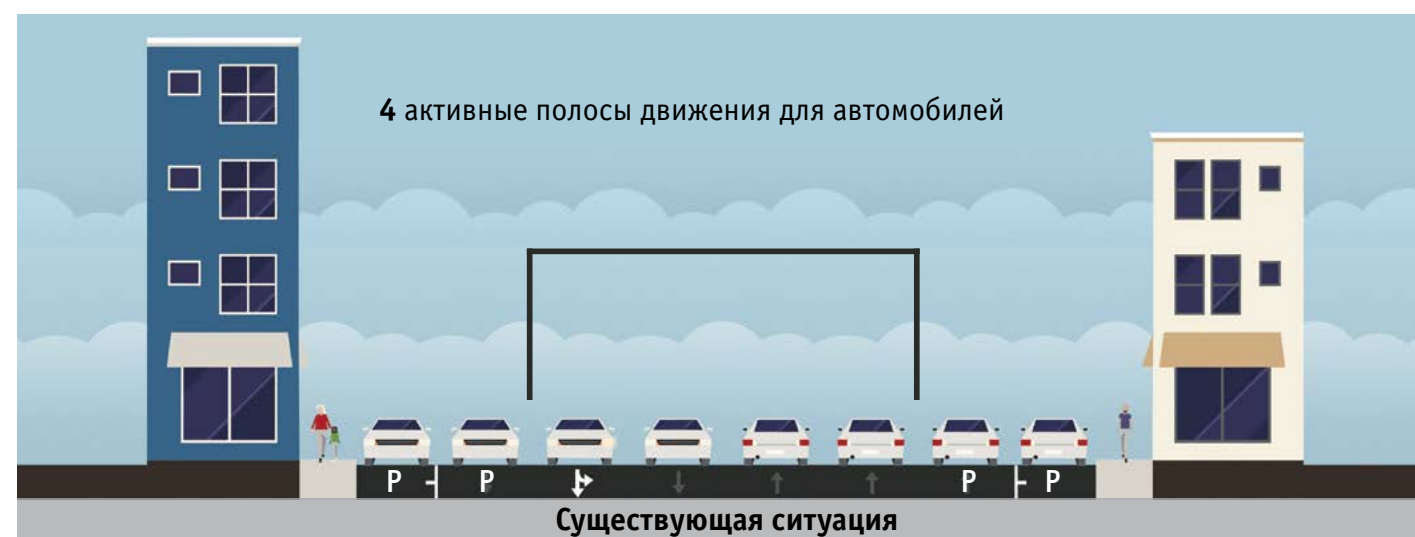 4 активные полосы движения для автомобилей
P P P P
Существующая ситуация